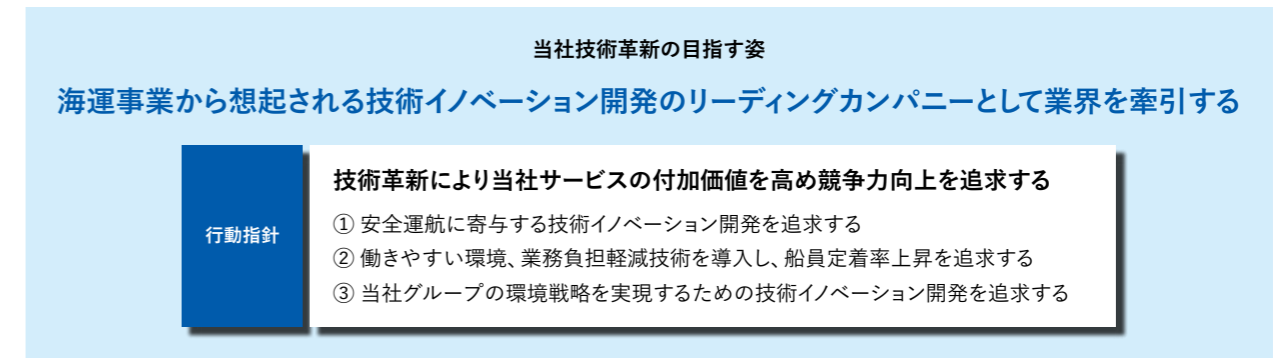 当社技術革新の目指す姿
海運事業から想起される技術イノベーション開発のリーディングカンパニーとして業界を牽引する
行動指針
技術革新により当社サービスの付加価値を高め競争力向上を追求する
① 安全運航に寄与する技術イノベーション開発を追求する
② 働きやすい環境、業務負担軽減技術を導入し、船員定着率上昇を追求する
③ 当社グループの環境戦略を実現するための技術イノベーション開発を追求する